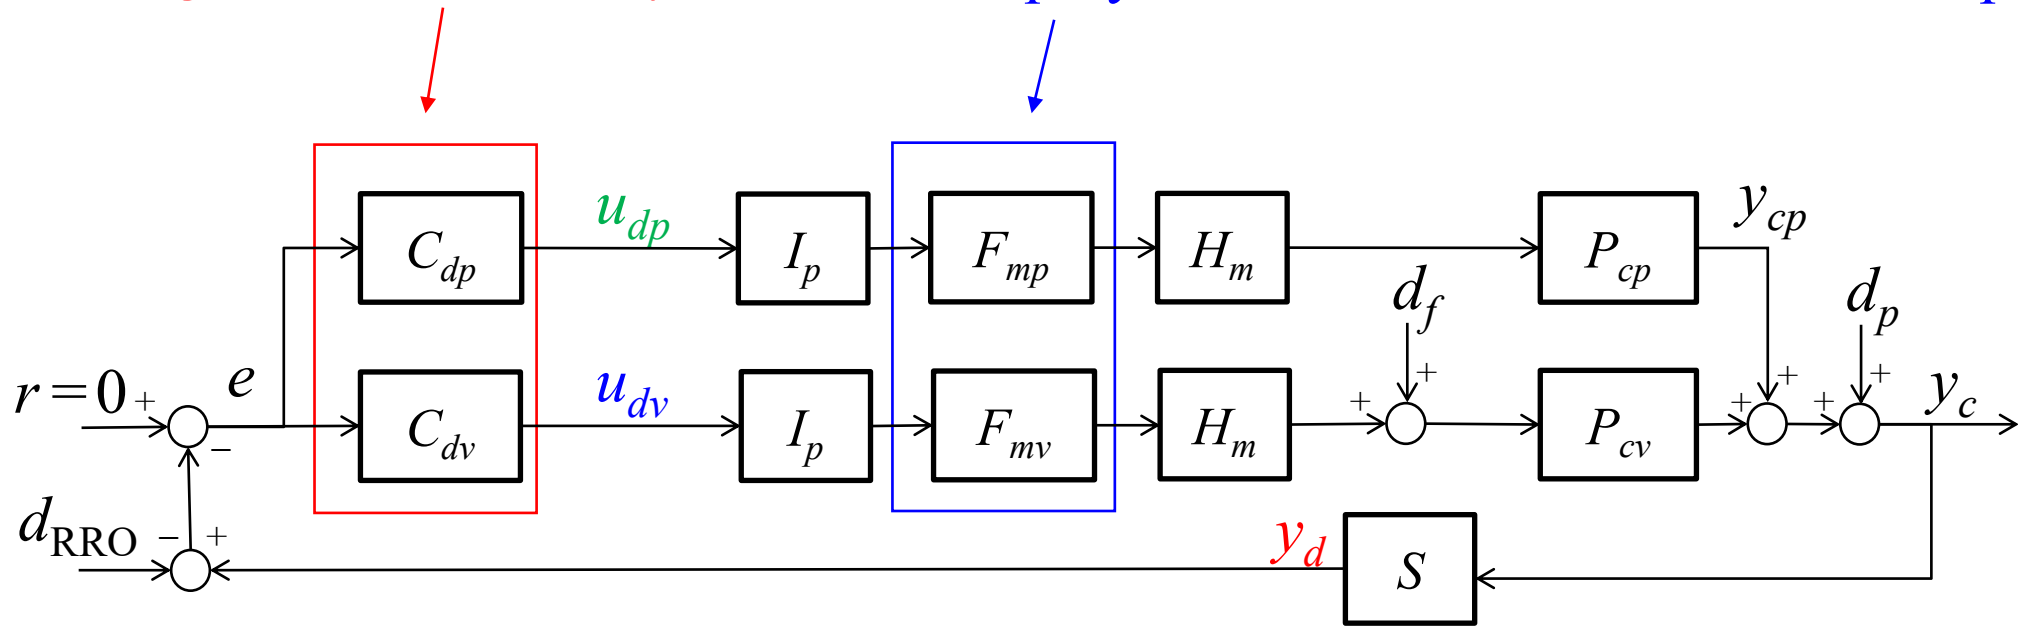 u_dp
y_cp
C_dp
I_p
F_mp
H_m
P_cp
d_f
d_p
r = 0
+
e
u_dv
+
+
+
+
+
+
y_c
C_dv
I_p
F_mv
H_m
P_cv
−
d_RRO
−
+
y_d
S